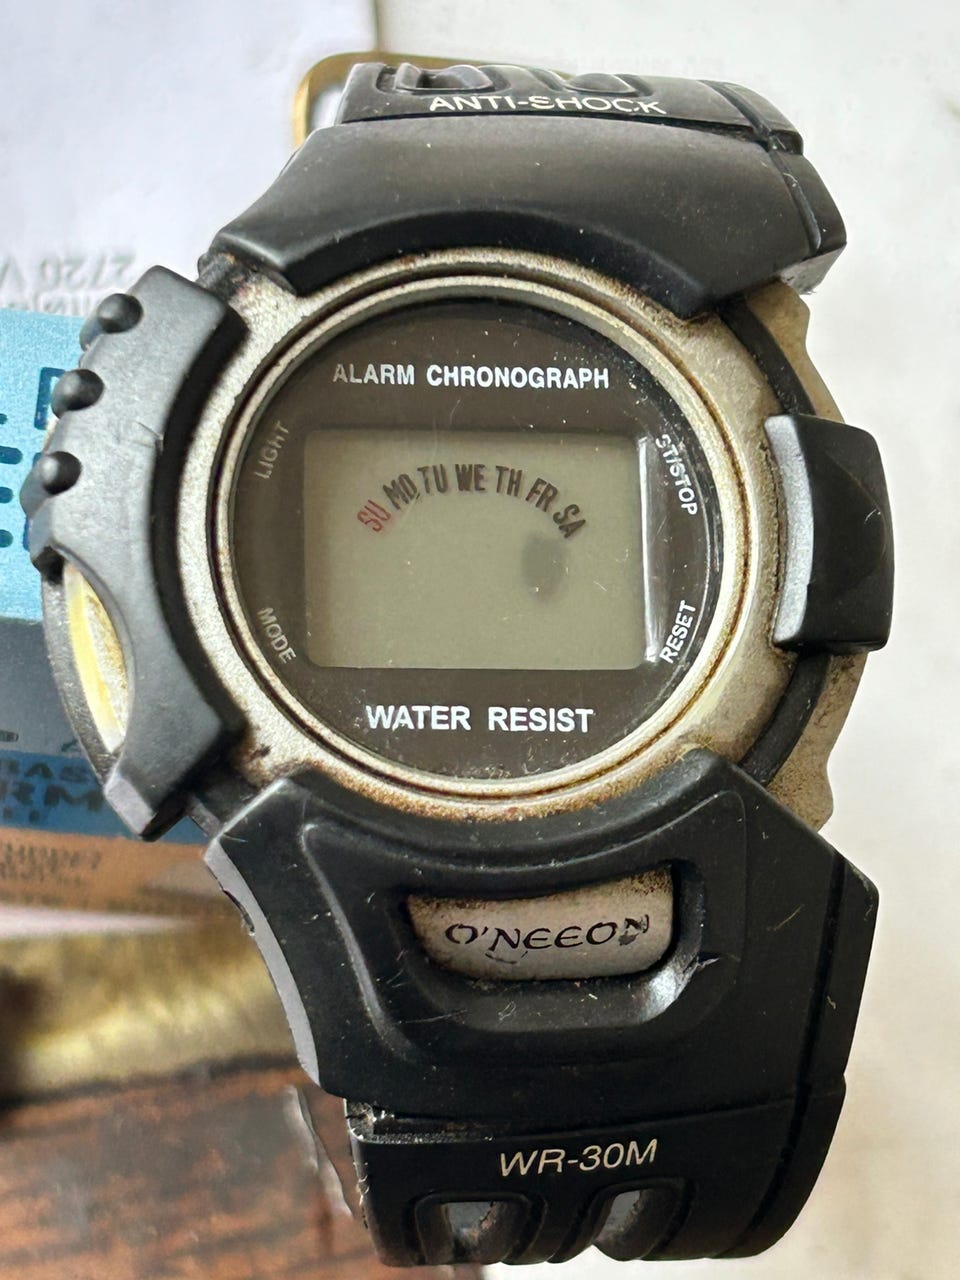 ANTI-SHOCK
2720 V
ALARM CHRONOGRAPH
LIGHT
ST/STOP
SU MO TU WE TH FR SA
MODE
RESET
WATER RESIST
O'NEEON
WR-30M